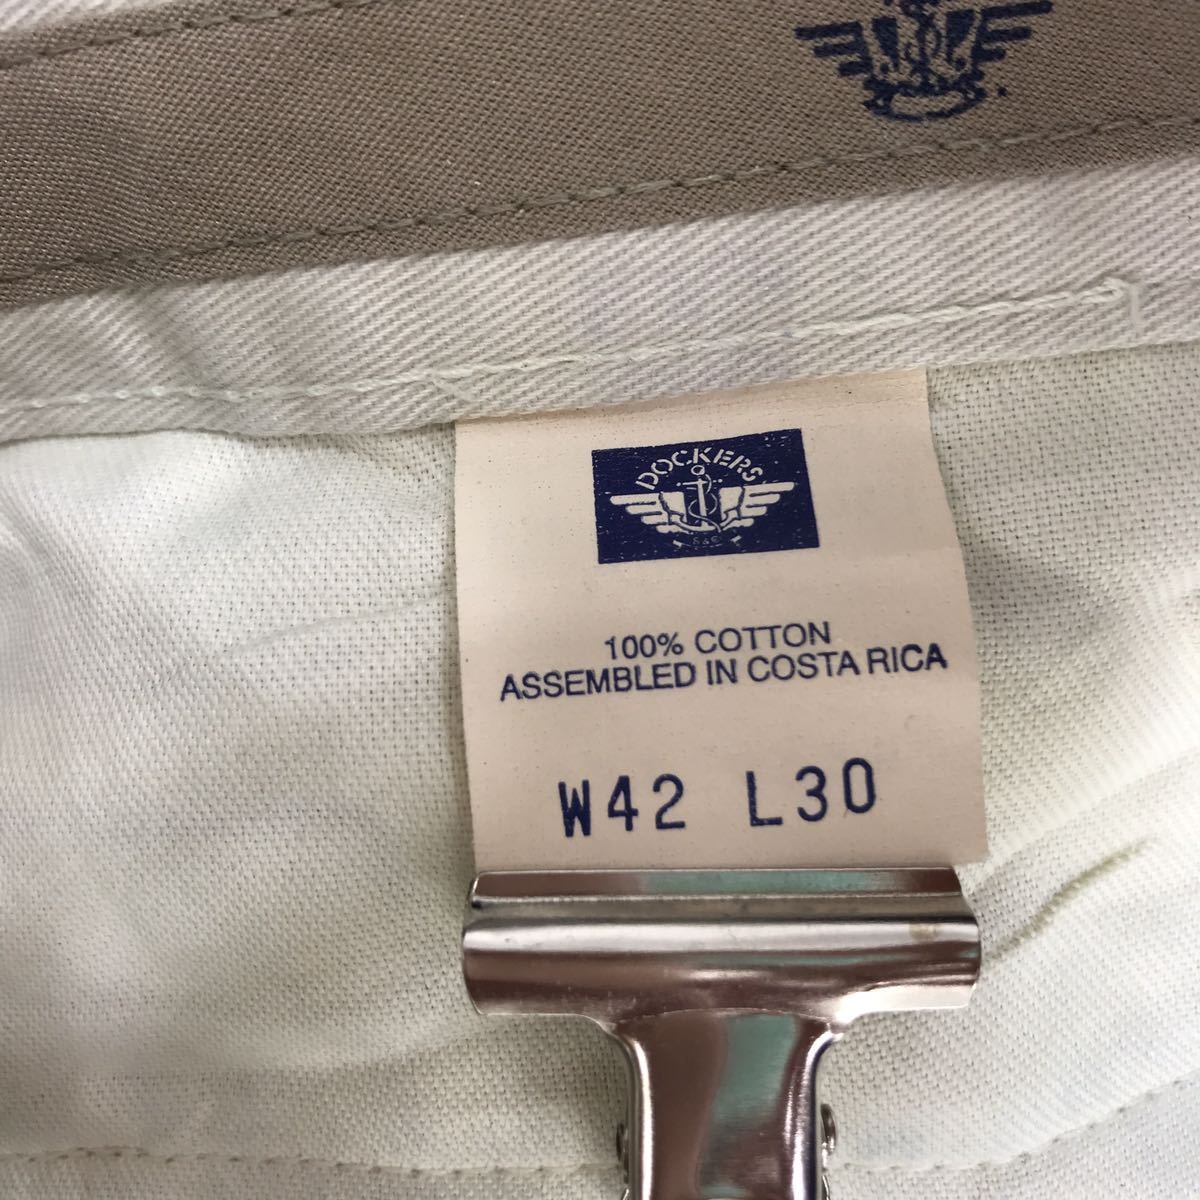 DOCKERS
100% COTTON
ASSEMBLED IN COSTA RICA
W42 L30